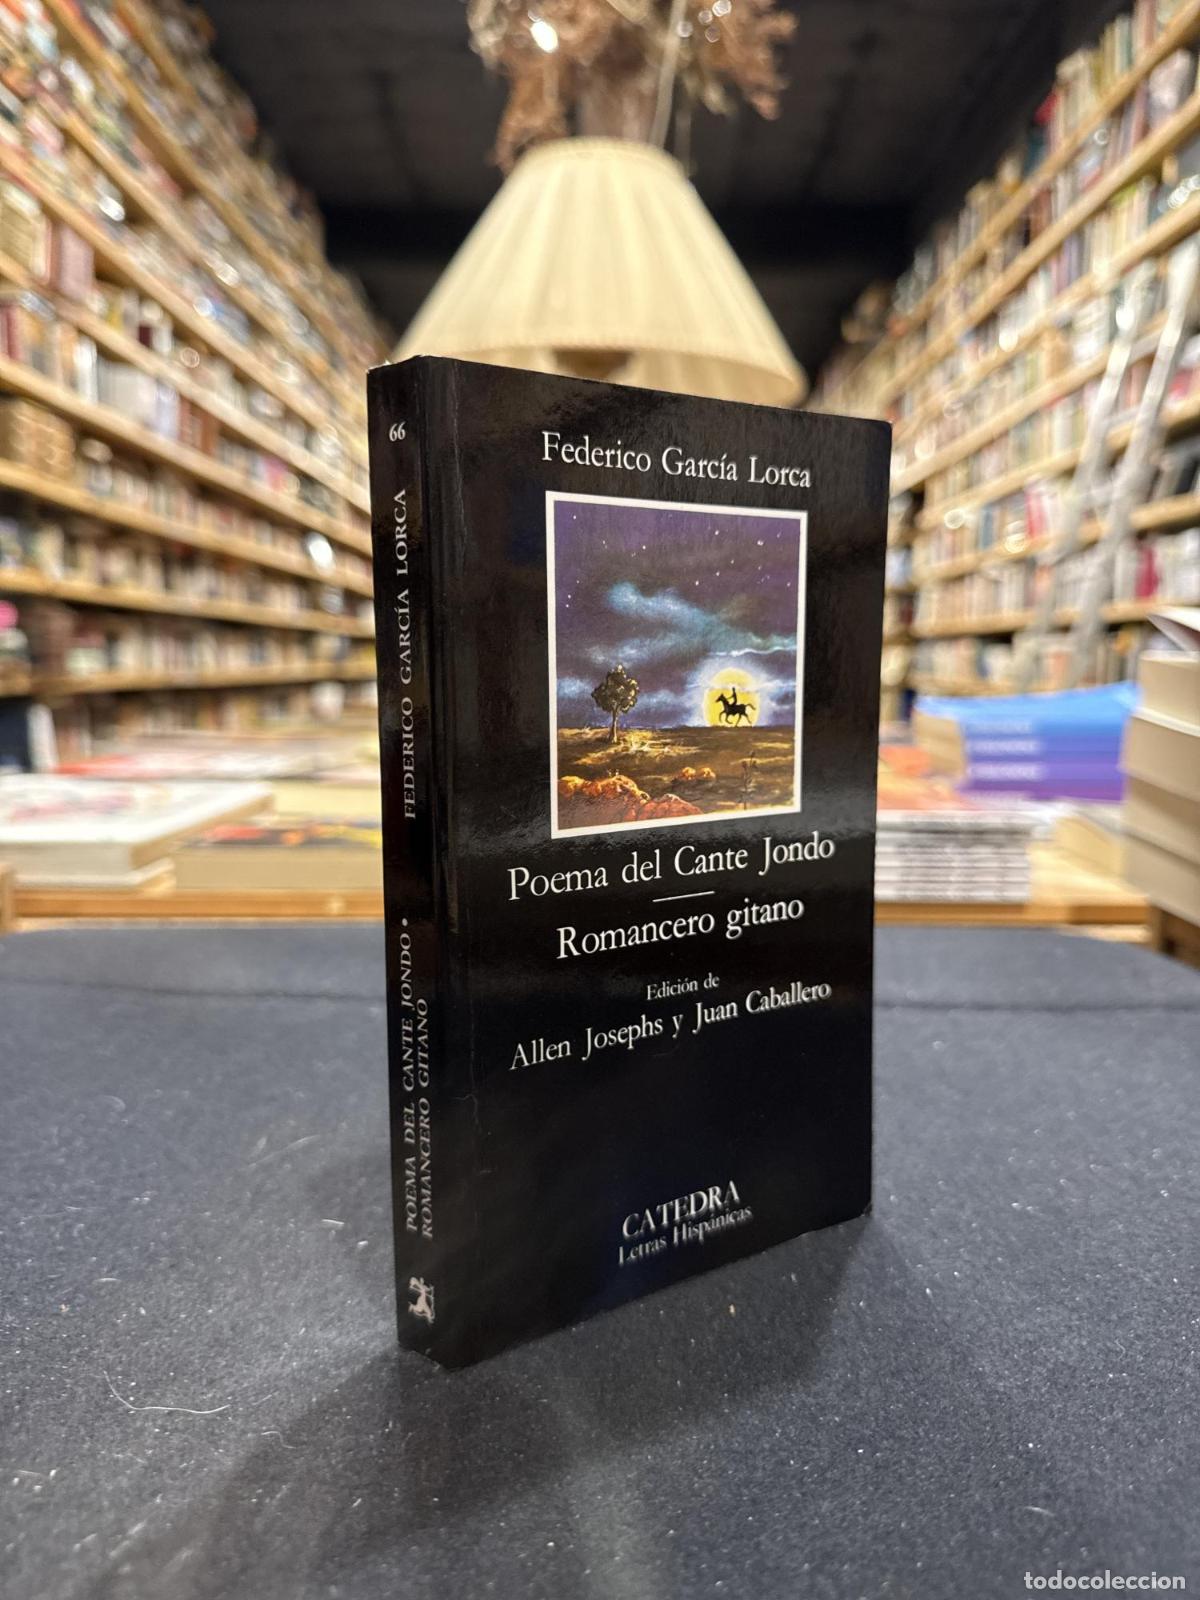 66
FEDERICO GARCÍA LORCA
POEMA DEL CANTE JONDO •
ROMANCERO GITANO
Federico García Lorca
Poema del Cante Jondo
Romancero gitano
Edición de
Allen Josephs y Juan Caballero
CATEDRA
Letras Hispánicas
todocoleccion